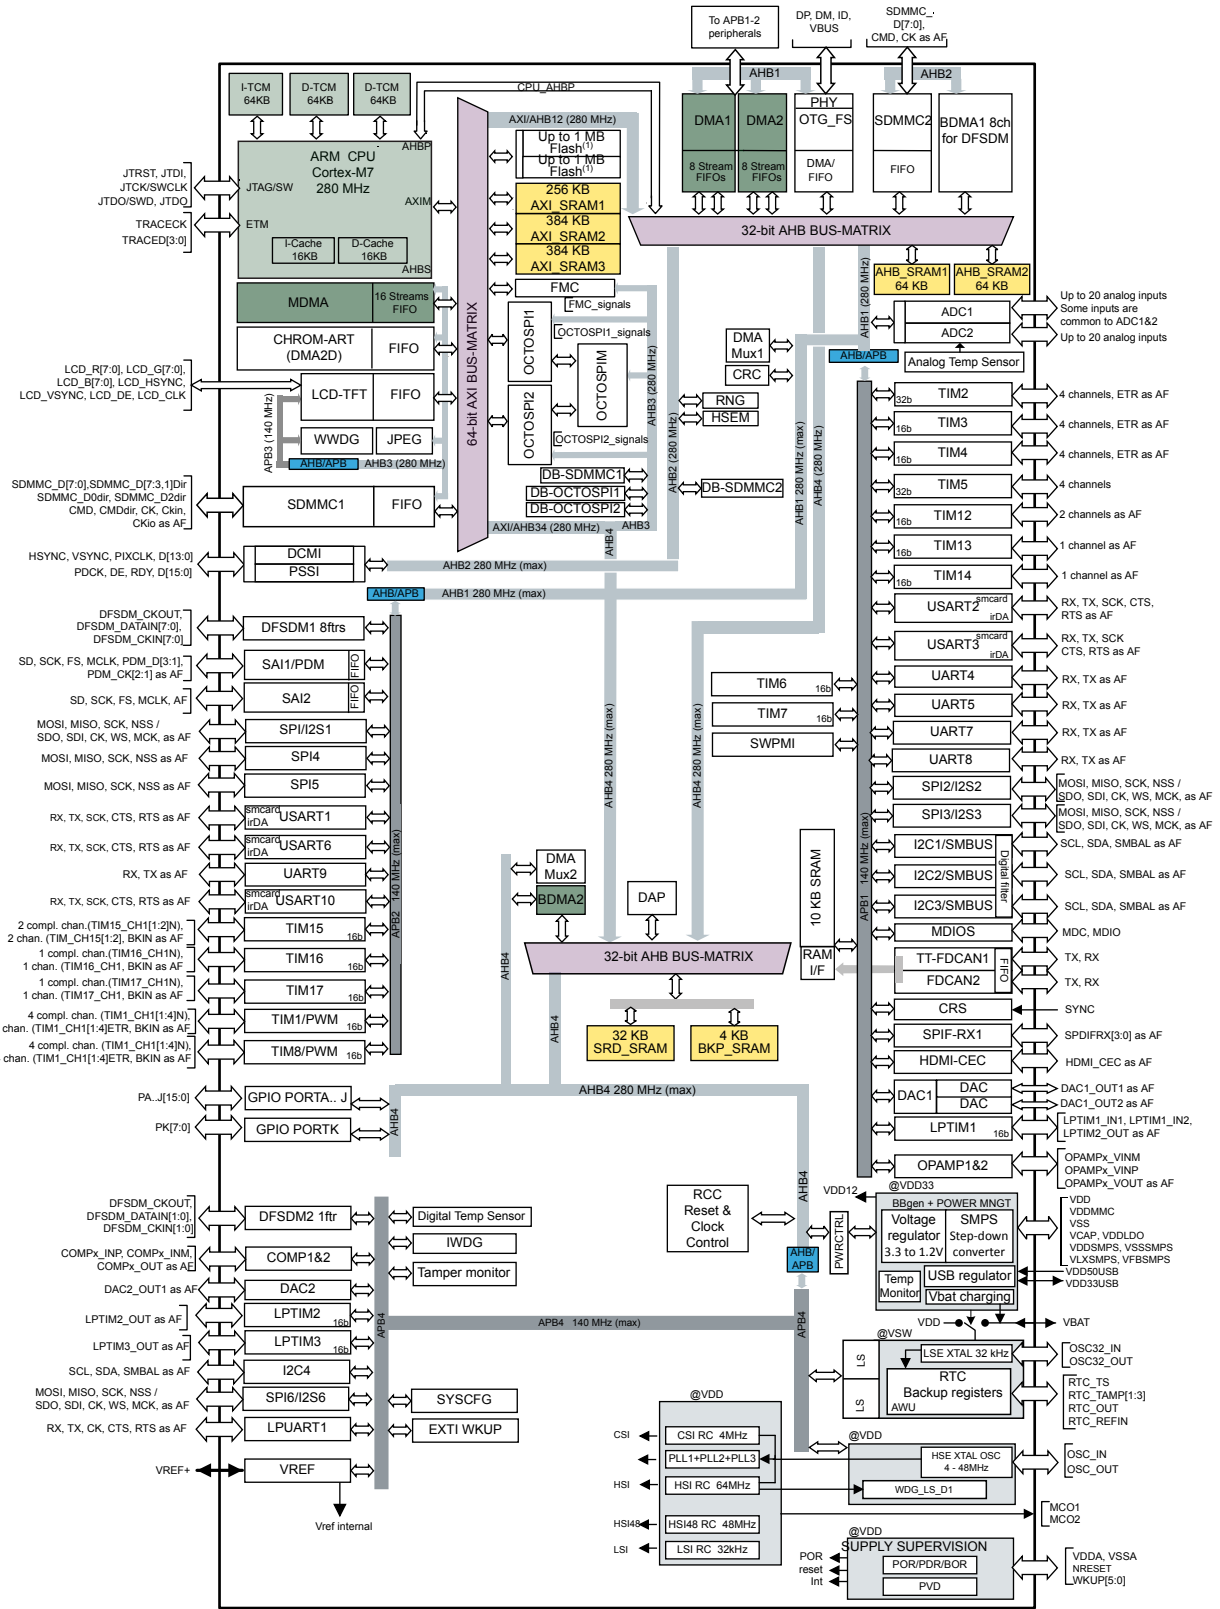 To APB1-2
peripherals
DP, DM, ID,
VBUS
SDMMC_
D[7:0],
CMD, CK as AF
I-TCM
64KB
D-TCM
64KB
D-TCM
64KB
CPU_AHBP
AHB1
AHB2
AXI/AHB12 (280 MHz)
AHBP
ARM CPU
Cortex-M7
280 MHz
JTRST, JTDI,
JTCK/SWCLK
JTDO/SWD, JTDO
JTAG/SW
AXIM
TRACECK
TRACED[3:0]
ETM
I-Cache
16KB
D-Cache
16KB
AHBS
Up to 1 MB
Flash(1)
Up to 1 MB
Flash(1)
256 KB
AXI_SRAM1
384 KB
AXI_SRAM2
384 KB
AXI_SRAM3
FMC
FMC_signals
DMA1
8 Stream
FIFOs
DMA2
8 Stream
FIFOs
PHY
OTG_FS
DMA/
FIFO
SDMMC2
FIFO
BDMA1 8ch
for DFSDM
32-bit AHB BUS-MATRIX
AHB_SRAM1
64 KB
AHB_SRAM2
64 KB
AHB1 (280 MHz)
MDMA
16 Streams
FIFO
CHROM-ART
(DMA2D)
FIFO
64-bit AXI BUS-MATRIX
OCTOSPI1
OCTOSPI1_signals
OCTOSPIM
OCTOSPI2
OCTOSPI2_signals
AHB3 (280 MHz)
ADC1
ADC2
Up to 20 analog inputs
Some inputs are
common to ADC1&2
Up to 20 analog inputs
Analog Temp Sensor
AHB/APB
DMA
Mux1
CRC
RNG
HSEM
LCD_R[7:0], LCD_G[7:0],
LCD_B[7:0], LCD_HSYNC,
LCD_VSYNC, LCD_DE, LCD_CLK
LCD-TFT
FIFO
WWDG
JPEG
APB3 (140 MHz)
AHB/APB
AHB3 (280 MHz)
SDMMC_D[7:0],SDMMC_D[7:3,1]Dir
SDMMC_D0dir, SDMMC_D2dir
CMD, CMDdir, CK, Ckin,
CKio as AF
SDMMC1
FIFO
DB-SDMMC1
DB-OCTOSPI1
DB-OCTOSPI2
DB-SDMMC2
AXI/AHB34 (280 MHz)
AHB3
AHB4
AHB2 (280 MHz)
AHB1 280 MHz (max)
AHB4 (280 MHz)
HSYNC, VSYNC, PIXCLK, D[13:0]
PDCK, DE, RDY, D[15:0]
DCMI
PSSI
AHB2 280 MHz (max)
AHB/APB
AHB1 280 MHz (max)
TIM2
32b
4 channels, ETR as AF
TIM3
16b
4 channels, ETR as AF
TIM4
16b
4 channels, ETR as AF
TIM5
32b
4 channels
TIM12
16b
2 channels as AF
TIM13
16b
1 channel as AF
TIM14
16b
1 channel as AF
USART2
smcard
irDA
RX, TX, SCK, CTS,
RTS as AF
USART3
smcard
irDA
RX, TX, SCK
CTS, RTS as AF
UART4
RX, TX as AF
UART5
RX, TX as AF
UART7
RX, TX as AF
UART8
RX, TX as AF
SPI2/I2S2
MOSI, MISO, SCK, NSS /
SDO, SDI, CK, WS, MCK, as AF
SPI3/I2S3
MOSI, MISO, SCK, NSS /
SDO, SDI, CK, WS, MCK, as AF
I2C1/SMBUS
SCL, SDA, SMBAL as AF
I2C2/SMBUS
SCL, SDA, SMBAL as AF
I2C3/SMBUS
SCL, SDA, SMBAL as AF
Digital filter
MDIOS
MDC, MDIO
TT-FDCAN1
TX, RX
FDCAN2
FIFO
TX, RX
CRS
SYNC
SPIF-RX1
SPDIFRX[3:0] as AF
HDMI-CEC
HDMI_CEC as AF
DAC1
DAC
DAC
DAC1_OUT1 as AF
DAC1_OUT2 as AF
LPTIM1
16b
LPTIM1_IN1, LPTIM1_IN2,
LPTIM2_OUT as AF
OPAMP1&2
OPAMPx_VINM
OPAMPx_VINP
OPAMPx_VOUT as AF
APB1 140 MHz (max)
TIM6
16b
TIM7
16b
SWPMI
10 KB SRAM
RAM
I/F
DFSDM_CKOUT,
DFSDM_DATAIN[7:0],
DFSDM_CKIN[7:0]
DFSDM1 8ftrs
SD, SCK, FS, MCLK, PDM_D[3:1],
PDM_CK[2:1] as AF
SAI1/PDM
FIFO
SD, SCK, FS, MCLK, AF
SAI2
FIFO
MOSI, MISO, SCK, NSS /
SDO, SDI, CK, WS, MCK, as AF
SPI/I2S1
MOSI, MISO, SCK, NSS as AF
SPI4
MOSI, MISO, SCK, NSS as AF
SPI5
RX, TX, SCK, CTS, RTS as AF
smcard
irDA
USART1
RX, TX, SCK, CTS, RTS as AF
smcard
irDA
USART6
RX, TX as AF
UART9
RX, TX, SCK, CTS, RTS as AF
smcard
irDA
USART10
2 compl. chan.(TIM15_CH1[1:2]N),
2 chan. (TIM_CH15[1:2], BKIN as AF
TIM15
16b
1 compl. chan.(TIM16_CH1N),
1 chan. (TIM16_CH1, BKIN as AF
TIM16
16b
1 compl. chan.(TIM17_CH1N),
1 chan. (TIM17_CH1, BKIN as AF
TIM17
16b
4 compl. chan. (TIM1_CH1[1:4]N),
chan. (TIM1_CH1[1:4]ETR, BKIN as AF
TIM1/PWM
16b
4 compl. chan. (TIM1_CH1[1:4]N),
chan. (TIM1_CH1[1:4]ETR, BKIN as AF
TIM8/PWM
16b
APB2 140 MHz (max)
AHB4 280 MHz (max)
AHB4 280 MHz (max)
DMA
Mux2
BDMA2
DAP
32-bit AHB BUS-MATRIX
AHB4
AHB4
32 KB
SRD_SRAM
4 KB
BKP_SRAM
AHB4 280 MHz (max)
PA..J[15:0]
GPIO PORTA.. J
PK[7:0]
GPIO PORTK
AHB4
AHB4
RCC
Reset &
Clock
Control
AHB/
APB
PWRCTRL
VDD12
@VDD33
BBgen + POWER MNGT
Voltage
regulator
3.3 to 1.2V
SMPS
Step-down
converter
Temp
Monitor
USB regulator
Vbat charging
VDD
VDDMMC
VSS
VCAP, VDDLDO
VDDSMPS, VSSSMPS
VLXSMPS, VFBSMPS
VDD50USB
VDD33USB
VDD
VBAT
DFSDM_CKOUT,
DFSDM_DATAIN[1:0],
DFSDM_CKIN[1:0]
DFSDM2 1ftr
COMPx_INP, COMPx_INM,
COMPx_OUT as AF
COMP1&2
DAC2_OUT1 as AF
DAC2
LPTIM2_OUT as AF
LPTIM2
16b
LPTIM3_OUT as AF
LPTIM3
16b
SCL, SDA, SMBAL as AF
I2C4
MOSI, MISO, SCK, NSS /
SDO, SDI, CK, WS, MCK, as AF
SPI6/I2S6
RX, TX, CK, CTS, RTS as AF
LPUART1
VREF+
VREF
Vref internal
Digital Temp Sensor
IWDG
Tamper monitor
APB4
APB4 140 MHz (max)
APB4
SYSCFG
EXTI WKUP
@VSW
LS
LS
LSE XTAL 32 kHz
RTC
Backup registers
AWU
OSC32_IN
OSC32_OUT
RTC_TS
RTC_TAMP[1:3]
RTC_OUT
RTC_REFIN
@VDD
CSI
CSI RC 4MHz
PLL1+PLL2+PLL3
HSI
HSI RC 64MHz
HSI48
HSI48 RC 48MHz
LSI
LSI RC 32kHz
@VDD
HSE XTAL OSC
4 - 48MHz
WDG_LS_D1
OSC_IN
OSC_OUT
MCO1
MCO2
@VDD
SUPPLY SUPERVISION
POR
reset
Int
POR/PDR/BOR
PVD
VDDA, VSSA
NRESET
WKUP[5:0]